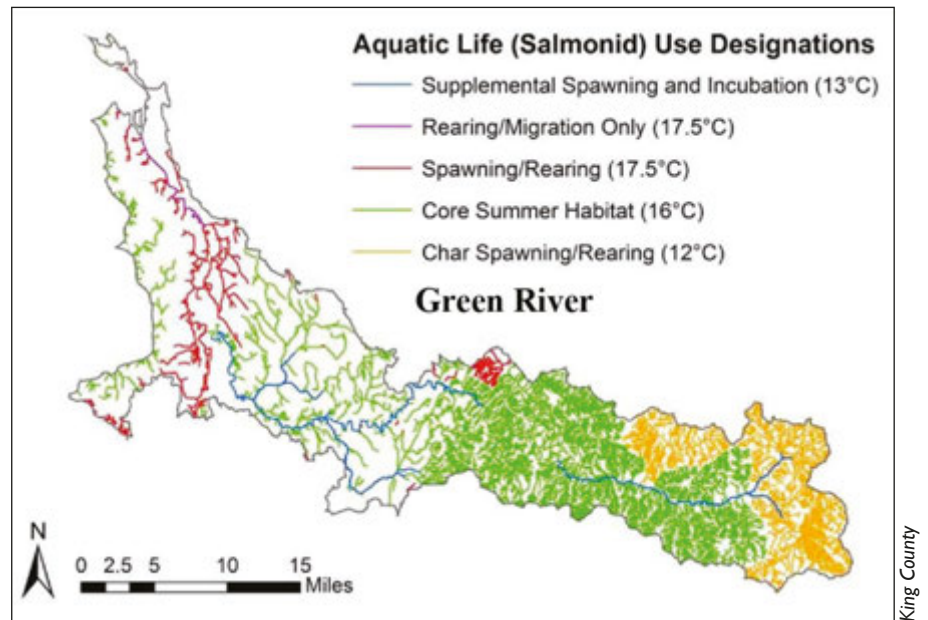 Aquatic Life (Salmonid) Use Designations
Supplemental Spawning and Incubation (13°C)
Rearing/Migration Only (17.5°C)
Spawning/Rearing (17.5°C)
Core Summer Habitat (16°C)
Char Spawning/Rearing (12°C)
Green River
N
0 2.5 5 10 15
Miles
King County